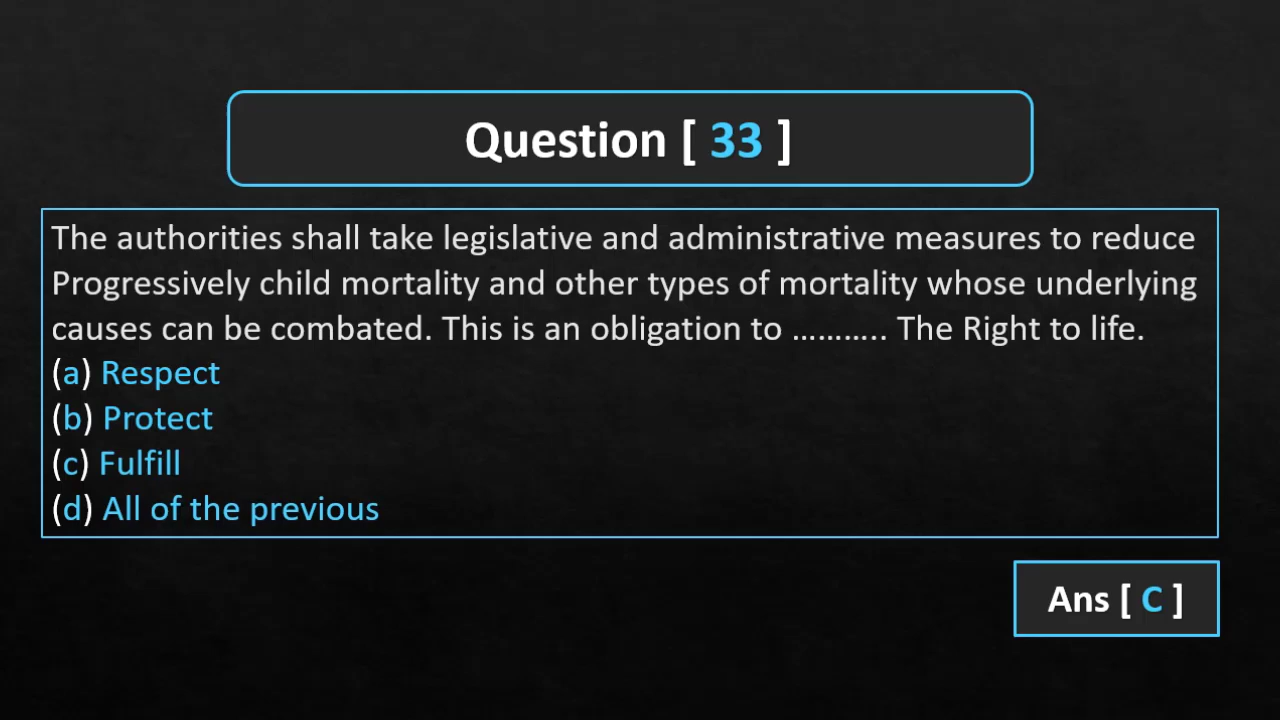 Question [ 33 ]
The authorities shall take legislative and administrative measures to reduce
Progressively child mortality and other types of mortality whose underlying
causes can be combated. This is an obligation to ……….. The Right to life.
(a) Respect
(b) Protect
(c) Fulfill
(d) All of the previous
Ans [ C ]